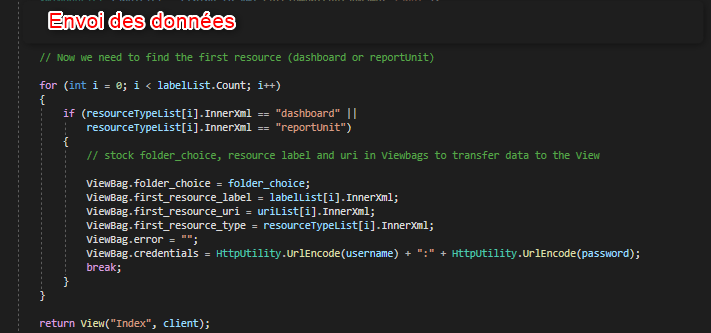 Envoi des données
// Now we need to find the first resource (dashboard or reportUnit)
for (int i = 0; i < labelList.Count; i++)
{
if (resourceTypeList[i].InnerXml == "dashboard" ||
resourceTypeList[i].InnerXml == "reportUnit")
{
// stock folder_choice, resource label and uri in Viewbags to transfer data to the View
ViewBag.folder_choice = folder_choice;
ViewBag.first_resource_label = labelList[i].InnerXml;
ViewBag.first_resource_uri = uriList[i].InnerXml;
ViewBag.first_resource_type = resourceTypeList[i].InnerXml;
ViewBag.error = "";
ViewBag.credentials = HttpUtility.UrlEncode(username) + ":" + HttpUtility.UrlEncode(password);
break;
}
}
return View("Index", client);